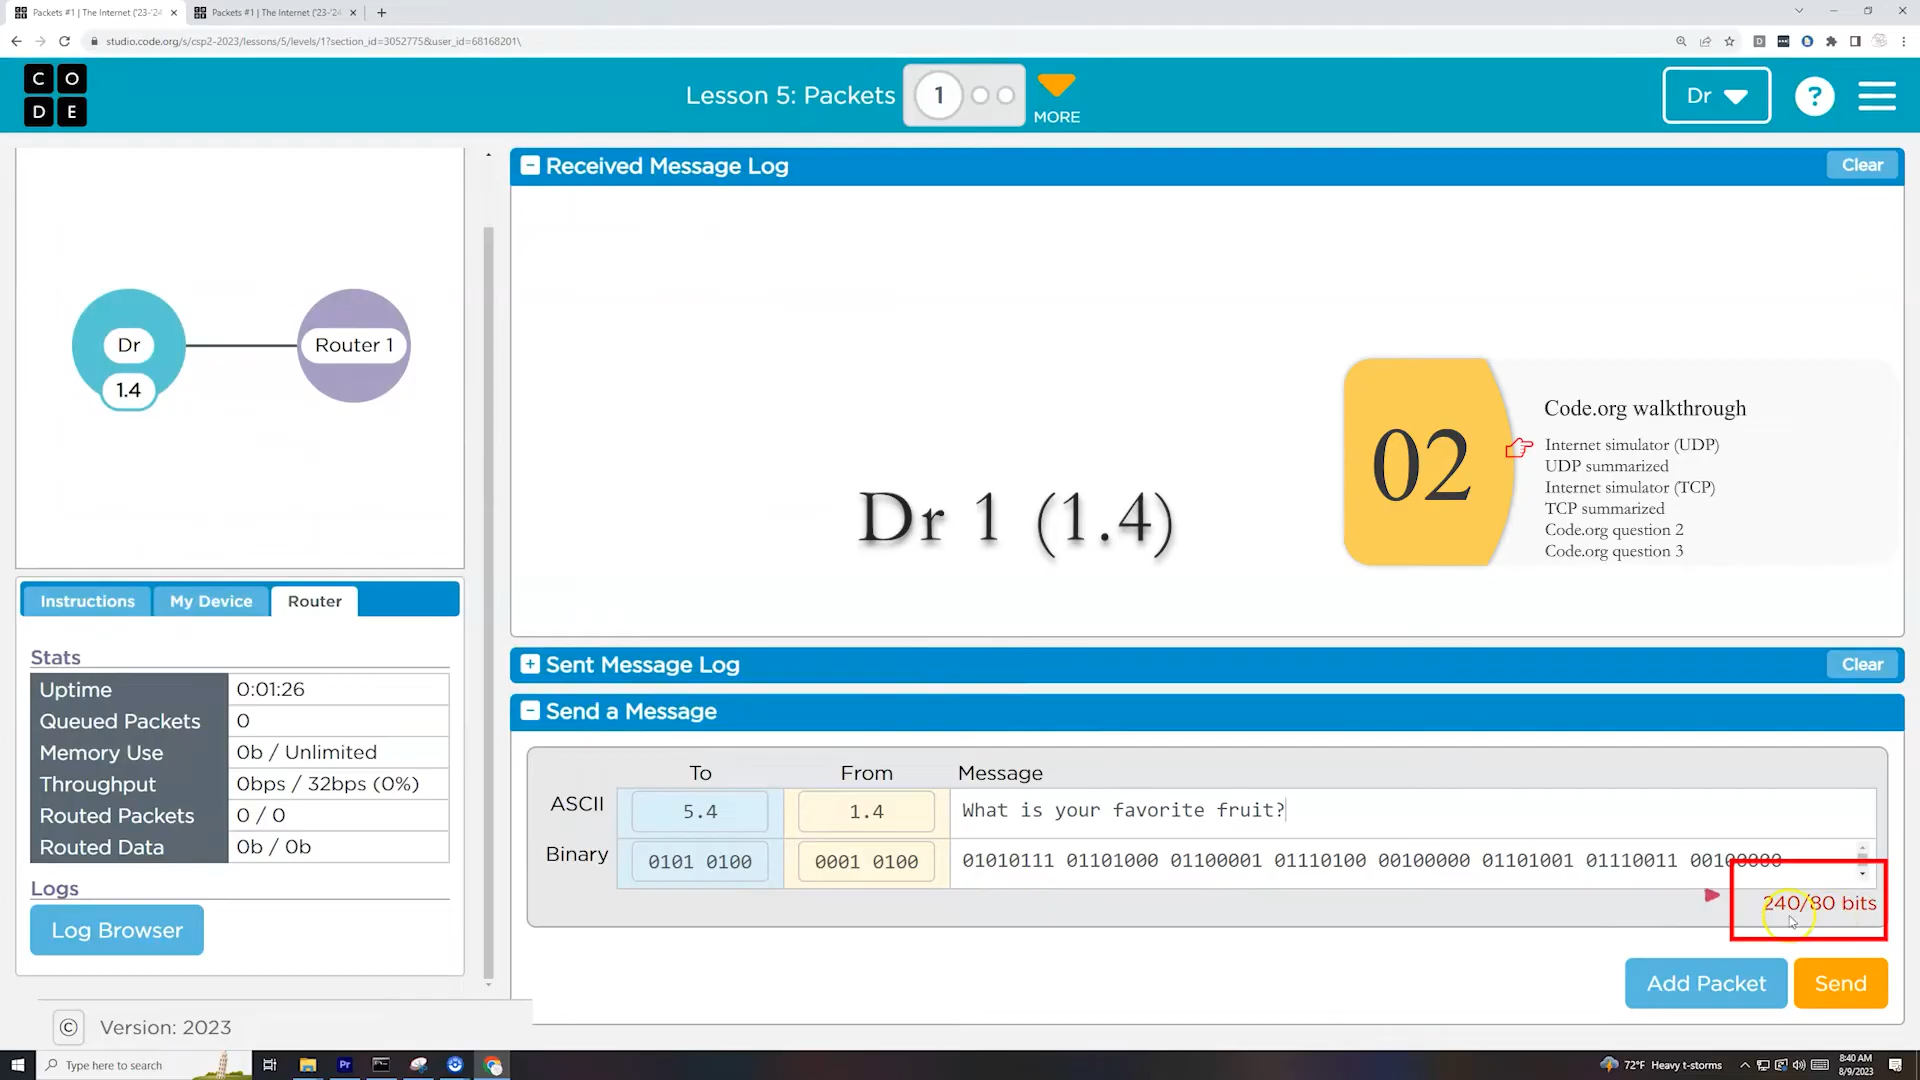 Packets #1 | The Internet ('23-'24
Packets #1 | The Internet ('23-'24
studio.code.org/s/csp2-2023/lessons/5/levels/1?section_id=3052775&user_id=68168201\
C O
D E
Lesson 5: Packets
1
MORE
Dr
?
Dr
1.4
Router 1
Instructions
My Device
Router
Stats
Uptime 0:01:26
Queued Packets 0
Memory Use 0b / Unlimited
Throughput 0bps / 32bps (0%)
Routed Packets 0 / 0
Routed Data 0b / 0b
Logs
Log Browser
© Version: 2023
Received Message Log
Clear
Dr 1 (1.4)
02
Code.org walkthrough
Internet simulator (UDP)
UDP summarized
Internet simulator (TCP)
TCP summarized
Code.org question 2
Code.org question 3
Sent Message Log
Clear
Send a Message
To From Message
ASCII 5.4 1.4 What is your favorite fruit?
Binary 0101 0100 0001 0100 01010111 01101000 01100001 01110100 00100000 01101001 01110011 00100000
240/80 bits
Add Packet
Send
Type here to search
Pr
72°F Heavy t-storms
8:40 AM
8/9/2023